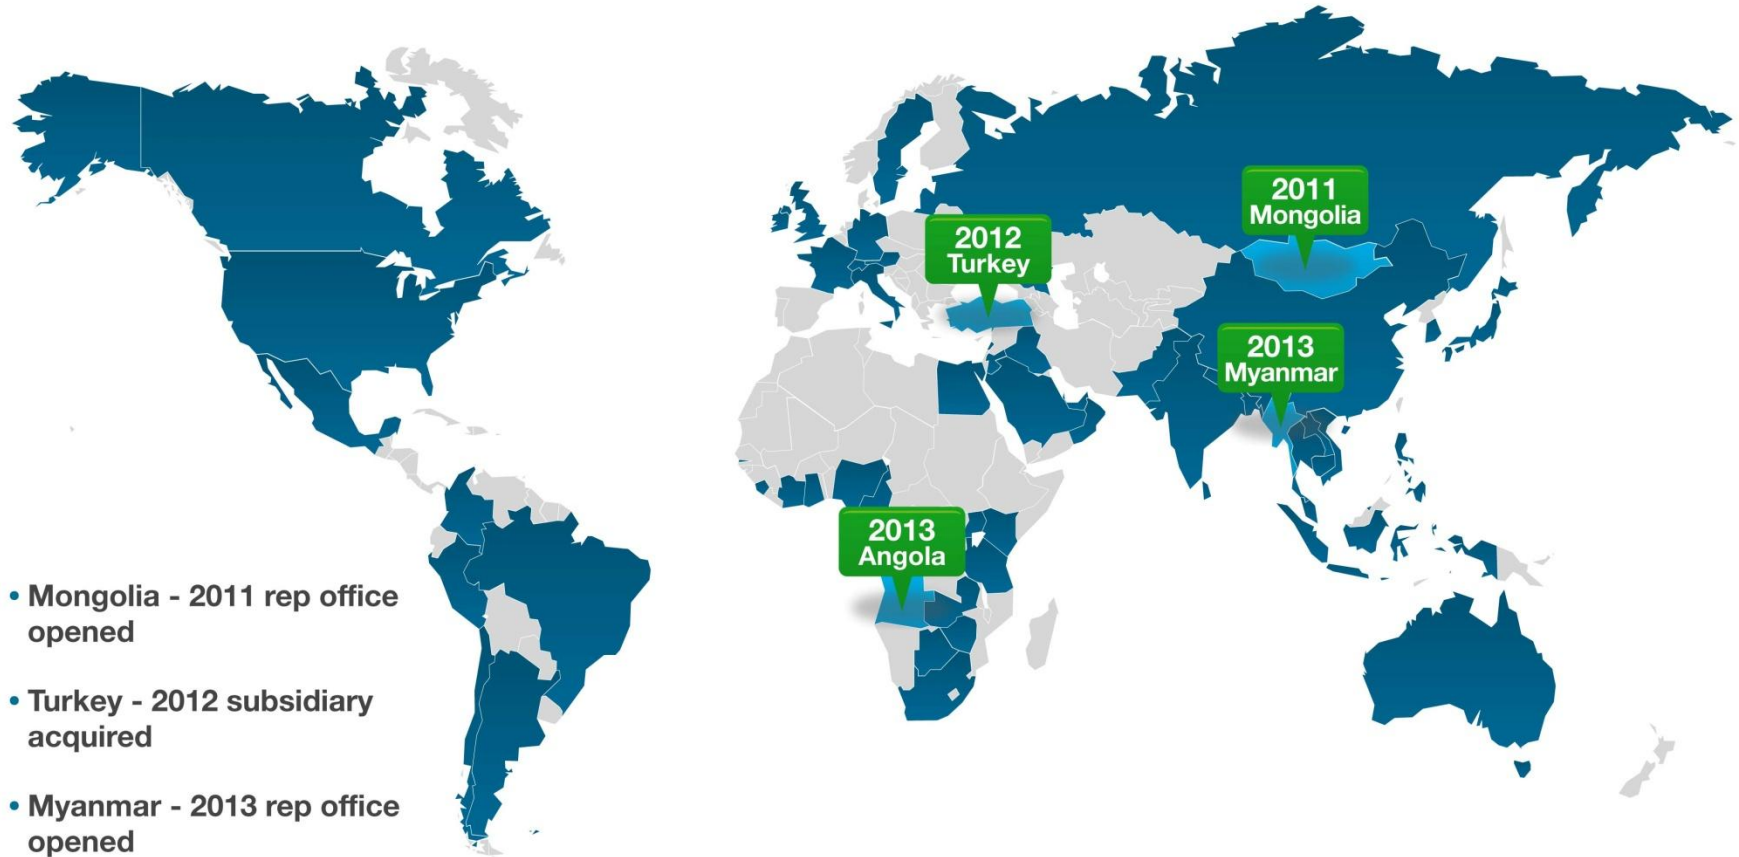 2011
Mongolia
2012
Turkey
2013
Myanmar
2013
Angola
• Mongolia - 2011 rep office
opened
• Turkey - 2012 subsidiary
acquired
• Myanmar - 2013 rep office
opened